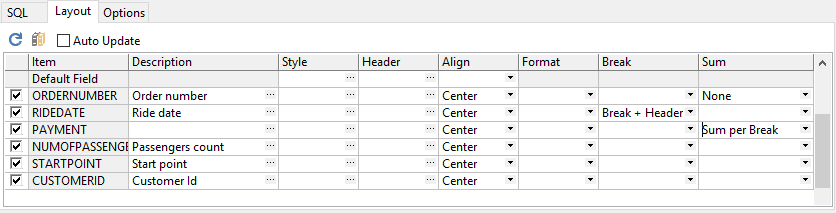 SQL Layout Options
Auto Update
Item Description Style Header Align Format Break Sum
Default Field ... ...
ORDERNUMBER Order number ... ... ... Center None
RIDEDATE Ride date ... ... ... Center Break + Header
PAYMENT ... ... ... Center Sum per Break
NUMOFPASSENGE Passengers count ... ... ... Center
STARTPOINT Start point ... ... ... Center
CUSTOMERID Customer Id ... ... ... Center